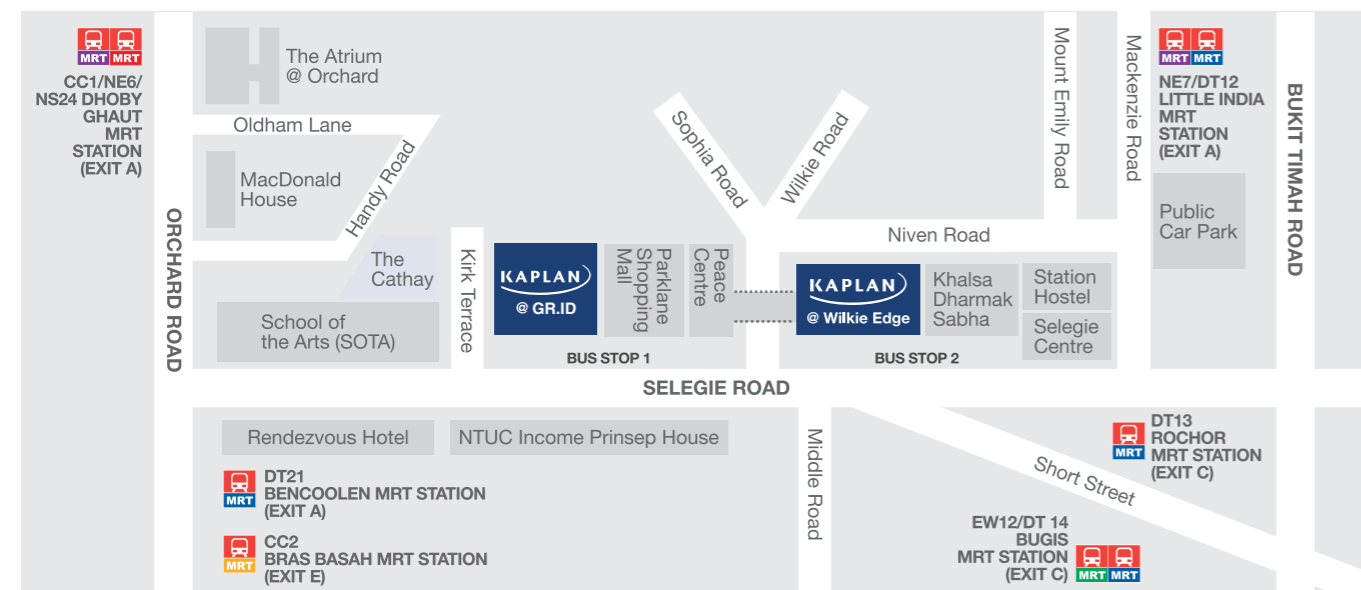 MRT MRT
CC1/NE6/
NS24 DHOBY
GHAUT
MRT
STATION
(EXIT A)
The Atrium
@ Orchard
Oldham Lane
MacDonald
House
Handy Road
ORCHARD ROAD
The
Cathay
School of
the Arts (SOTA)
Kirk Terrace
KAPLAN
@ GR.ID
Parklane
Shopping
Mall
Peace
Centre
BUS STOP 1
Sophia Road
Wilkie Road
Niven Road
KAPLAN
@ Wilkie Edge
Khalsa
Dharmak
Sabha
Station
Hostel
Selegie
Centre
BUS STOP 2
Mount Emily Road
Mackenzie Road
MRT MRT
NE7/DT12
LITTLE INDIA
MRT
STATION
(EXIT A)
Public
Car Park
BUKIT TIMAH ROAD
SELEGIE ROAD
Rendezvous Hotel
NTUC Income Prinsep House
MRT
DT21
BENCOOLEN MRT STATION
(EXIT A)
MRT
CC2
BRAS BASAH MRT STATION
(EXIT E)
Middle Road
Short Street
MRT
DT13
ROCHOR
MRT STATION
(EXIT C)
EW12/DT 14
BUGIS
MRT STATION
(EXIT C)
MRT MRT